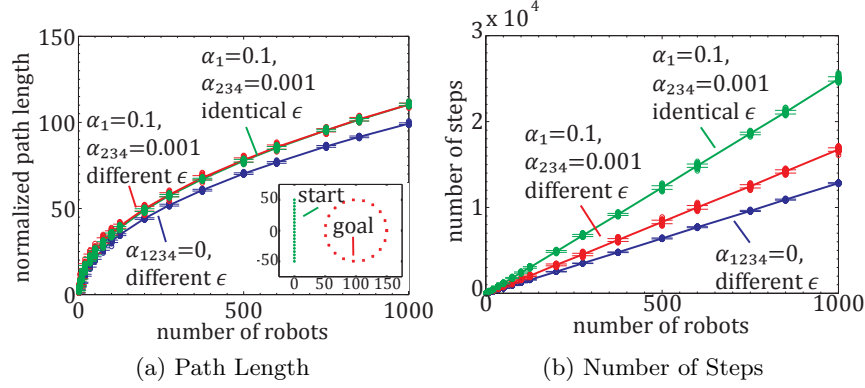 150
100
50
0
normalized path length
α₁=0.1,
α₂₃₄=0.001
identical ϵ
α₁=0.1,
α₂₃₄=0.001
different ϵ
α₁₂₃₄=0,
different ϵ
50
0
-50
0 50 100 150
start
goal
0 500 1000
number of robots
(a) Path Length
3 ×10⁴
2
1
0
number of steps
α₁=0.1,
α₂₃₄=0.001
identical ϵ
α₁=0.1,
α₂₃₄=0.001
different ϵ
α₁₂₃₄=0,
different ϵ
0 500 1000
number of robots
(b) Number of Steps